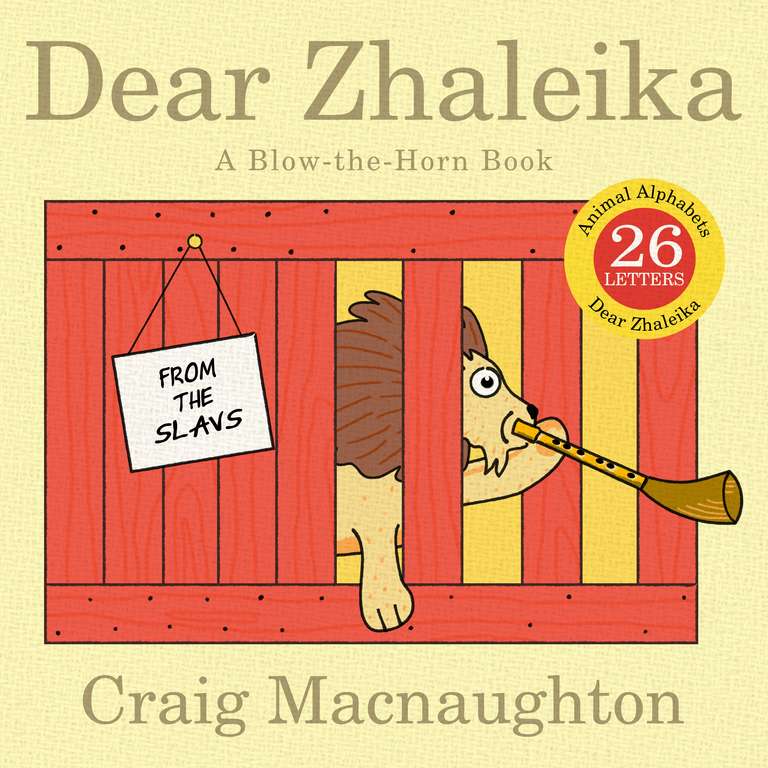 Dear Zhaleika
A Blow-the-Horn Book
Animal Alphabets
26
LETTERS
Dear Zhaleika
FROM
THE
SLAVS
Craig Macnaughton